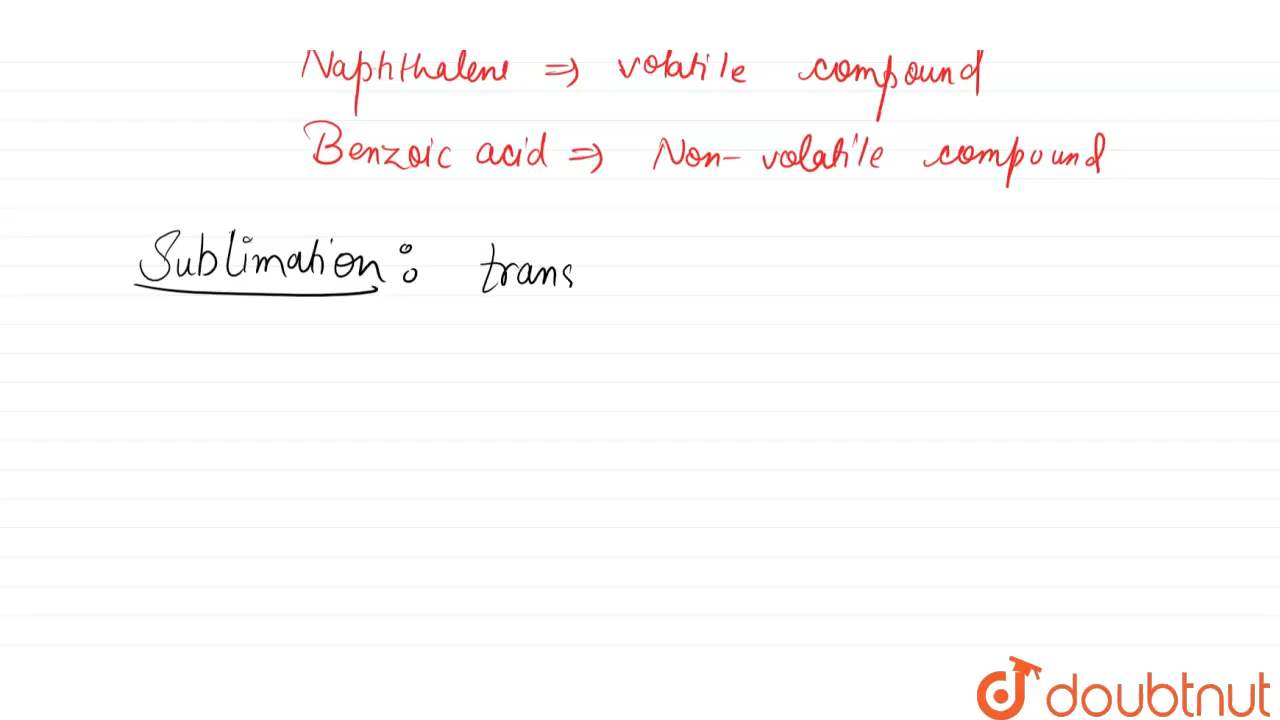 Naphthalene ⇒ volatile compound
Benzoic acid ⇒ Non-volatile compound
Sublimation: trans
doubtnut